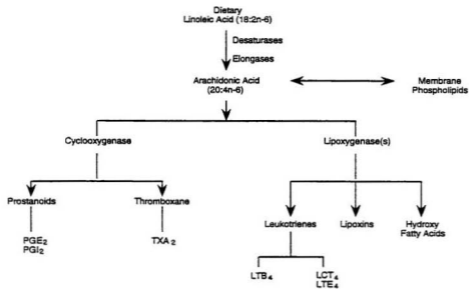 Dietary
Linoleic Acid (18:2n-6)
Desaturases
Elongases
Arachidonic Acid
(20:4n-6)
Membrane
Phospholipids
Cyclooxygenase
Lipoxygenase(s)
Prostanoids
Thromboxane
Leukotrienes
Lipoxins
Hydroxy
Fatty Acids
PGE2
PGI2
TXA2
LTB4
LCT4
LTE4